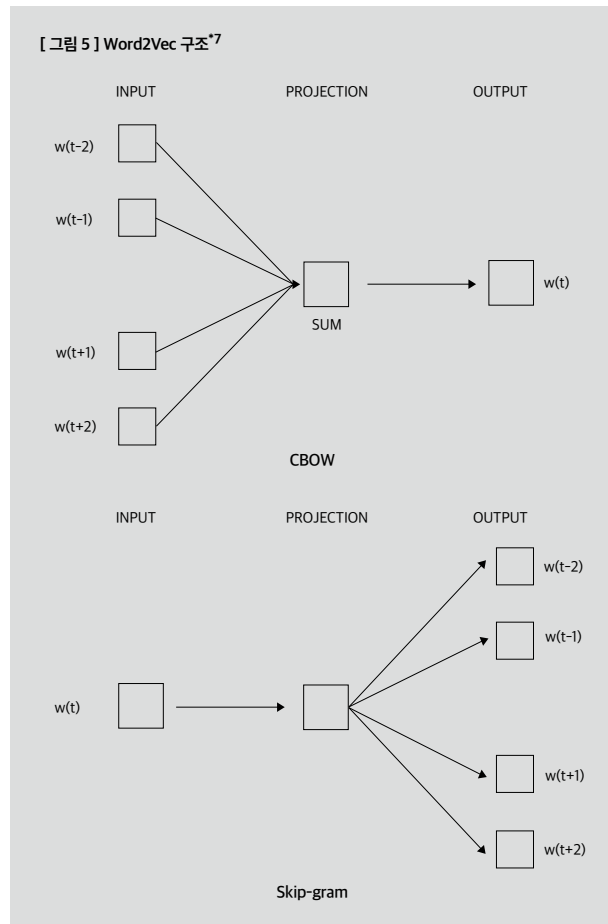 [ 그림 5 ] Word2Vec 구조*7
INPUT PROJECTION OUTPUT
w(t-2)
w(t-1)
w(t)
SUM
w(t+1)
w(t+2)
CBOW
INPUT PROJECTION OUTPUT
w(t-2)
w(t-1)
w(t)
w(t+1)
w(t+2)
Skip-gram